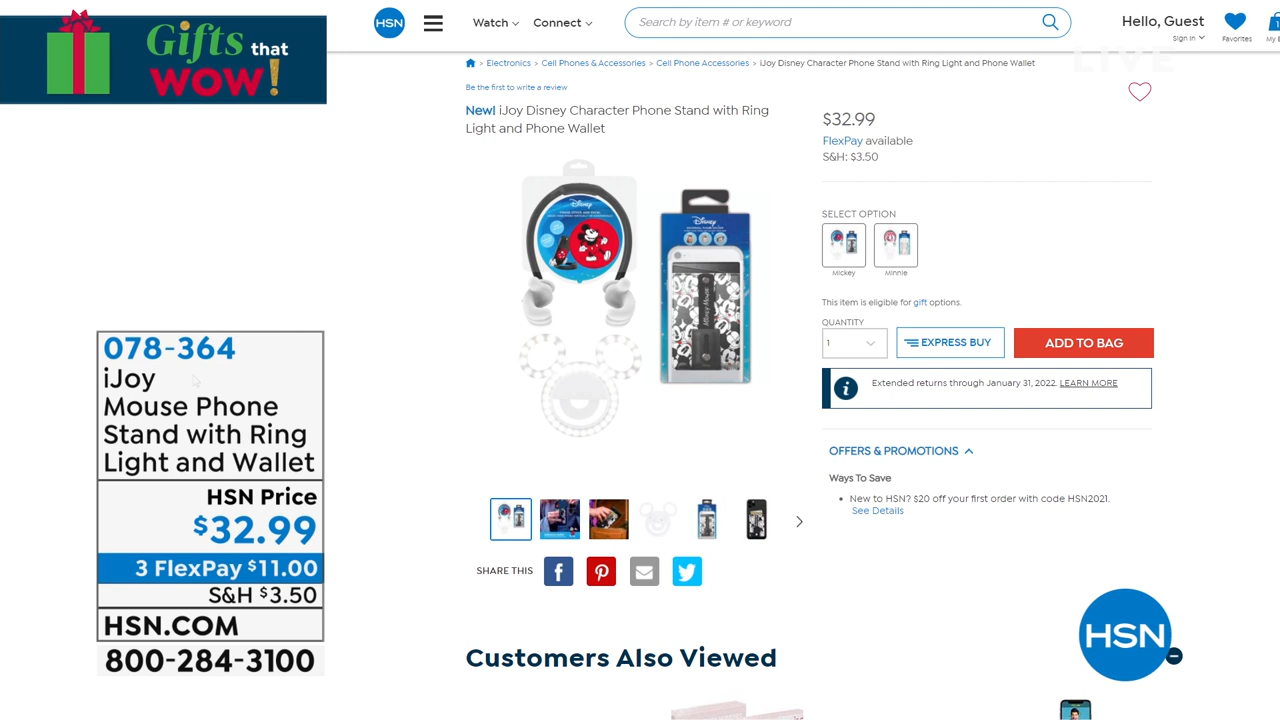 Gifts that
WOW!
HSN
Watch
Connect
Search by item # or keyword
Hello, Guest
Sign In
Favorites
My B
LIVE
Electronics > Cell Phones & Accessories > Cell Phone Accessories > iJoy Disney Character Phone Stand with Ring Light and Phone Wallet
Be the first to write a review
New! iJoy Disney Character Phone Stand with Ring
Light and Phone Wallet
$32.99
FlexPay available
S&H: $3.50
Disney
Disney
Mickey Mouse
SELECT OPTION
Mickey
Minnie
This item is eligible for gift options.
QUANTITY
1
EXPRESS BUY
ADD TO BAG
Extended returns through January 31, 2022. LEARN MORE
OFFERS & PROMOTIONS
Ways To Save
New to HSN? $20 off your first order with code HSN2021.
See Details
SHARE THIS
078-364
iJoy
Mouse Phone
Stand with Ring
Light and Wallet
HSN Price
$32.99
3 FlexPay $11.00
S&H $3.50
HSN.COM
800-284-3100
HSN
Customers Also Viewed